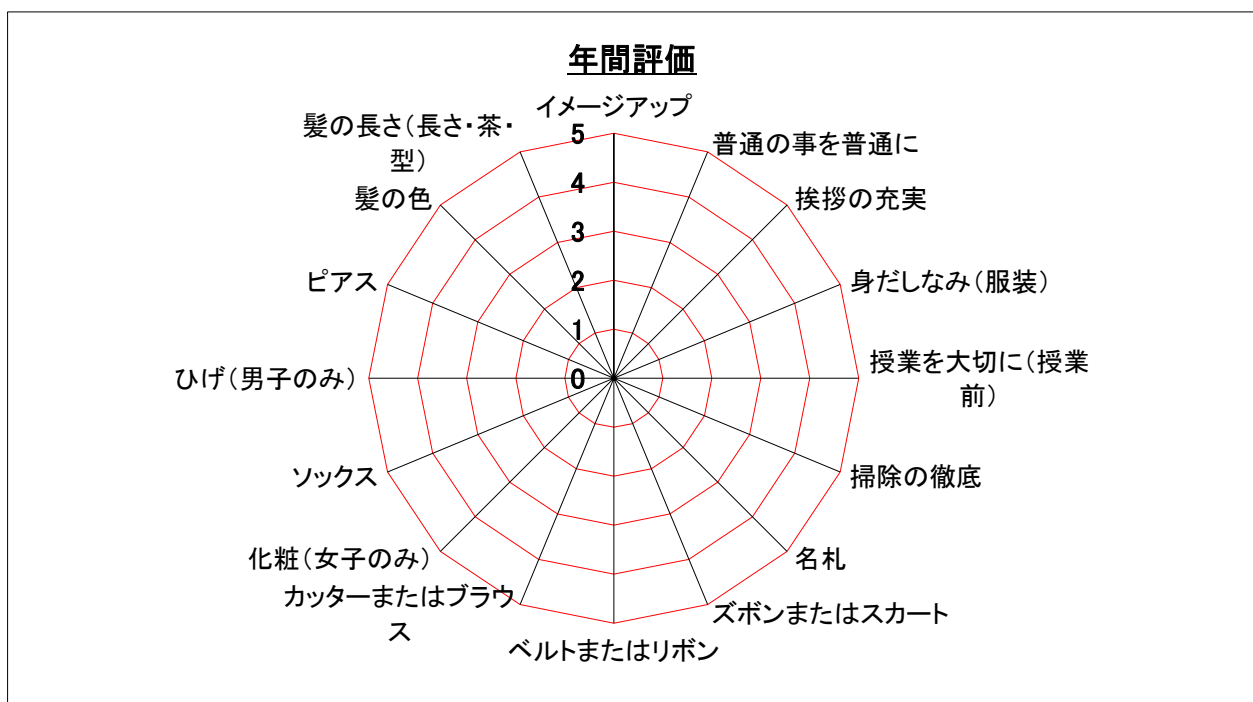 年間評価
イメージアップ
普通の事を普通に
挨拶の充実
身だしなみ（服装）
授業を大切に（授業
前）
掃除の徹底
名札
ズボンまたはスカート
ベルトまたはリボン
カッターまたはブラウ
ス
化粧（女子のみ）
ソックス
ひげ（男子のみ）
ピアス
髪の色
髪の長さ（長さ・茶・
型）
5
4
3
2
1
0